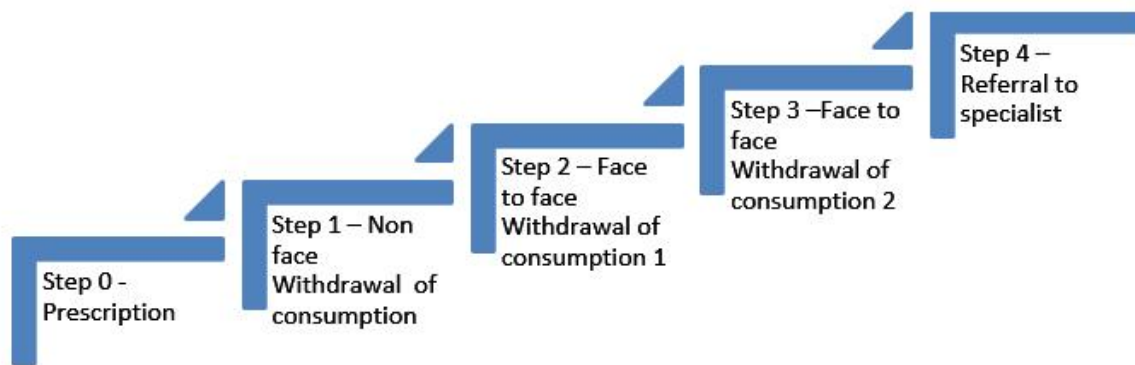 Step 0 -
Prescription
Step 1 – Non
face
Withdrawal of
consumption
Step 2 – Face
to face
Withdrawal of
consumption 1
Step 3 –Face to
face
Withdrawal of
consumption 2
Step 4 –
Referral to
specialist